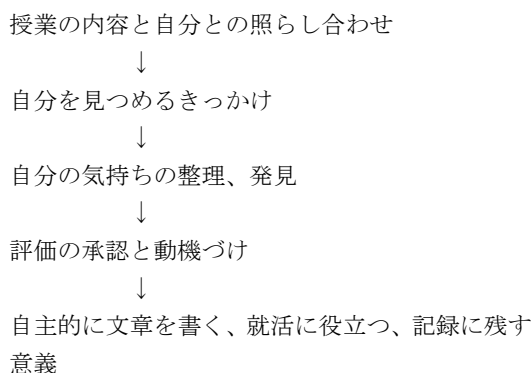 授業の内容と自分との照らし合わせ
↓
自分を見つめるきっかけ
↓
自分の気持ちの整理、発見
↓
評価の承認と動機づけ
↓
自主的に文章を書く、就活に役立つ、記録に残す
意義